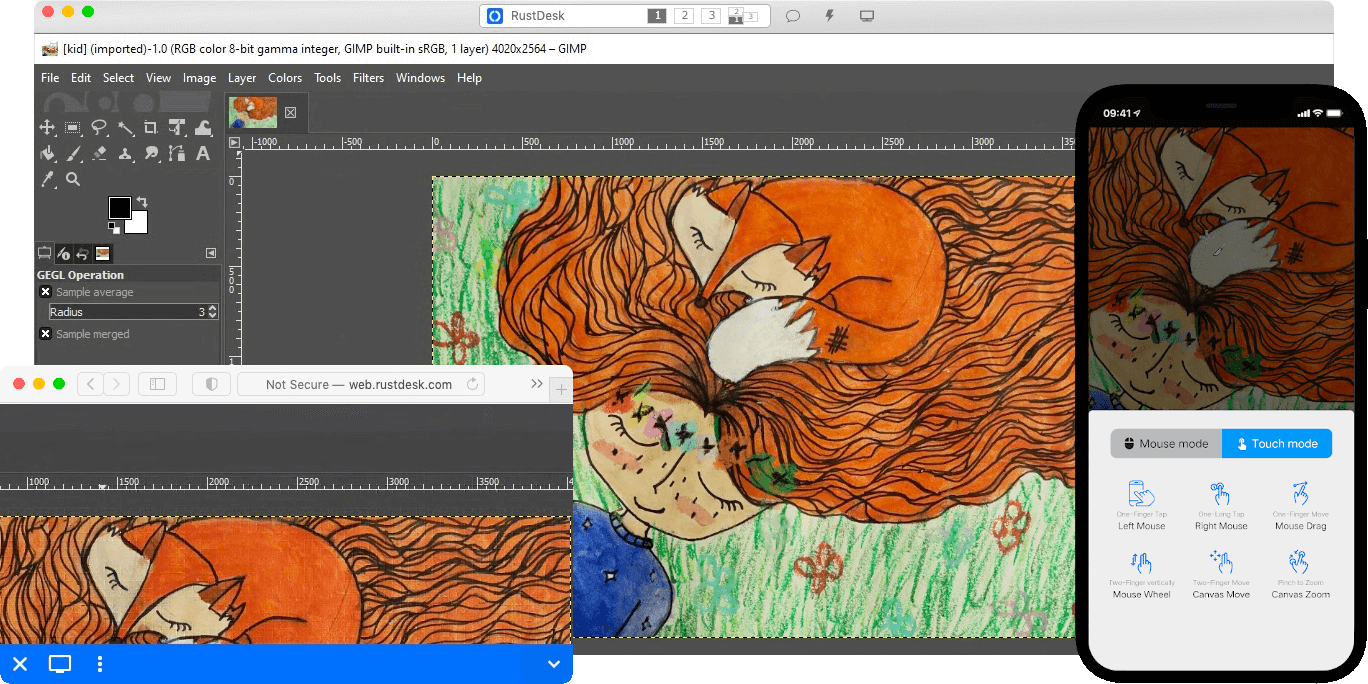 RustDesk 1 2 3 2 1 3
[kid] (imported)-1.0 (RGB color 8-bit gamma integer, GIMP built-in sRGB, 1 layer) 4020x2564 – GIMP
File Edit Select View Image Layer Colors Tools Filters Windows Help
-1000 -500 0 500 1000 1500 2000 2500 3000
0
500
1
GEGL Operation
Sample average
Radius 3
Sample merged
Not Secure — web.rustdesk.com
1000 1500 2000 2500 3000 3500
09:41
Mouse mode Touch mode
One-Finger Tap One-Long Tap One-Finger Move
Left Mouse Right Mouse Mouse Drag
Two-Finger vertically Two-Finger Move Pinch to Zoom
Mouse Wheel Canvas Move Canvas Zoom